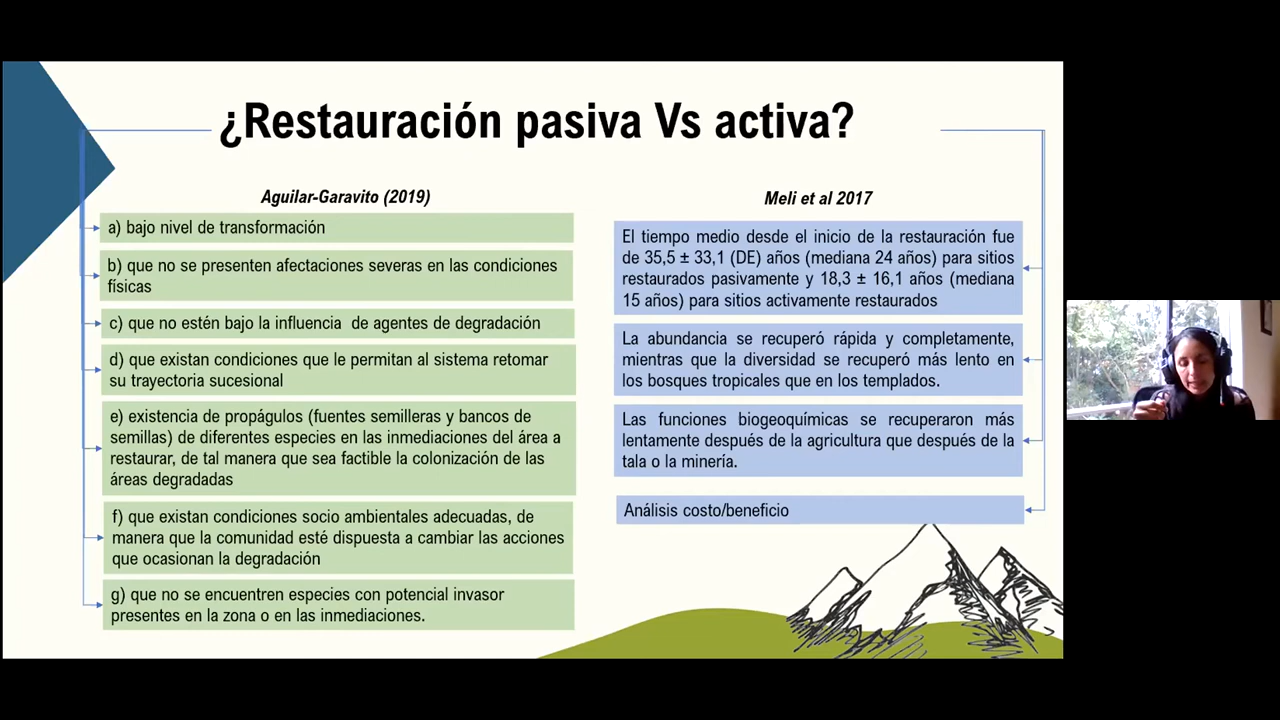 ¿Restauración pasiva Vs activa?
Aguilar-Garavito (2019)
a) bajo nivel de transformación
b) que no se presenten afectaciones severas en las condiciones
físicas
c) que no estén bajo la influencia de agentes de degradación
d) que existan condiciones que le permitan al sistema retomar
su trayectoria sucesional
e) existencia de propágulos (fuentes semilleras y bancos de
semillas) de diferentes especies en las inmediaciones del área a
restaurar, de tal manera que sea factible la colonización de las
áreas degradadas
f) que existan condiciones socio ambientales adecuadas, de
manera que la comunidad esté dispuesta a cambiar las acciones
que ocasionan la degradación
g) que no se encuentren especies con potencial invasor
presentes en la zona o en las inmediaciones.
Meli et al 2017
El tiempo medio desde el inicio de la restauración fue
de 35,5 ± 33,1 (DE) años (mediana 24 años) para sitios
restaurados pasivamente y 18,3 ± 16,1 años (mediana
15 años) para sitios activamente restaurados
La abundancia se recuperó rápida y completamente,
mientras que la diversidad se recuperó más lento en
los bosques tropicales que en los templados.
Las funciones biogeoquímicas se recuperaron más
lentamente después de la agricultura que después de la
tala o la minería.
Análisis costo/beneficio